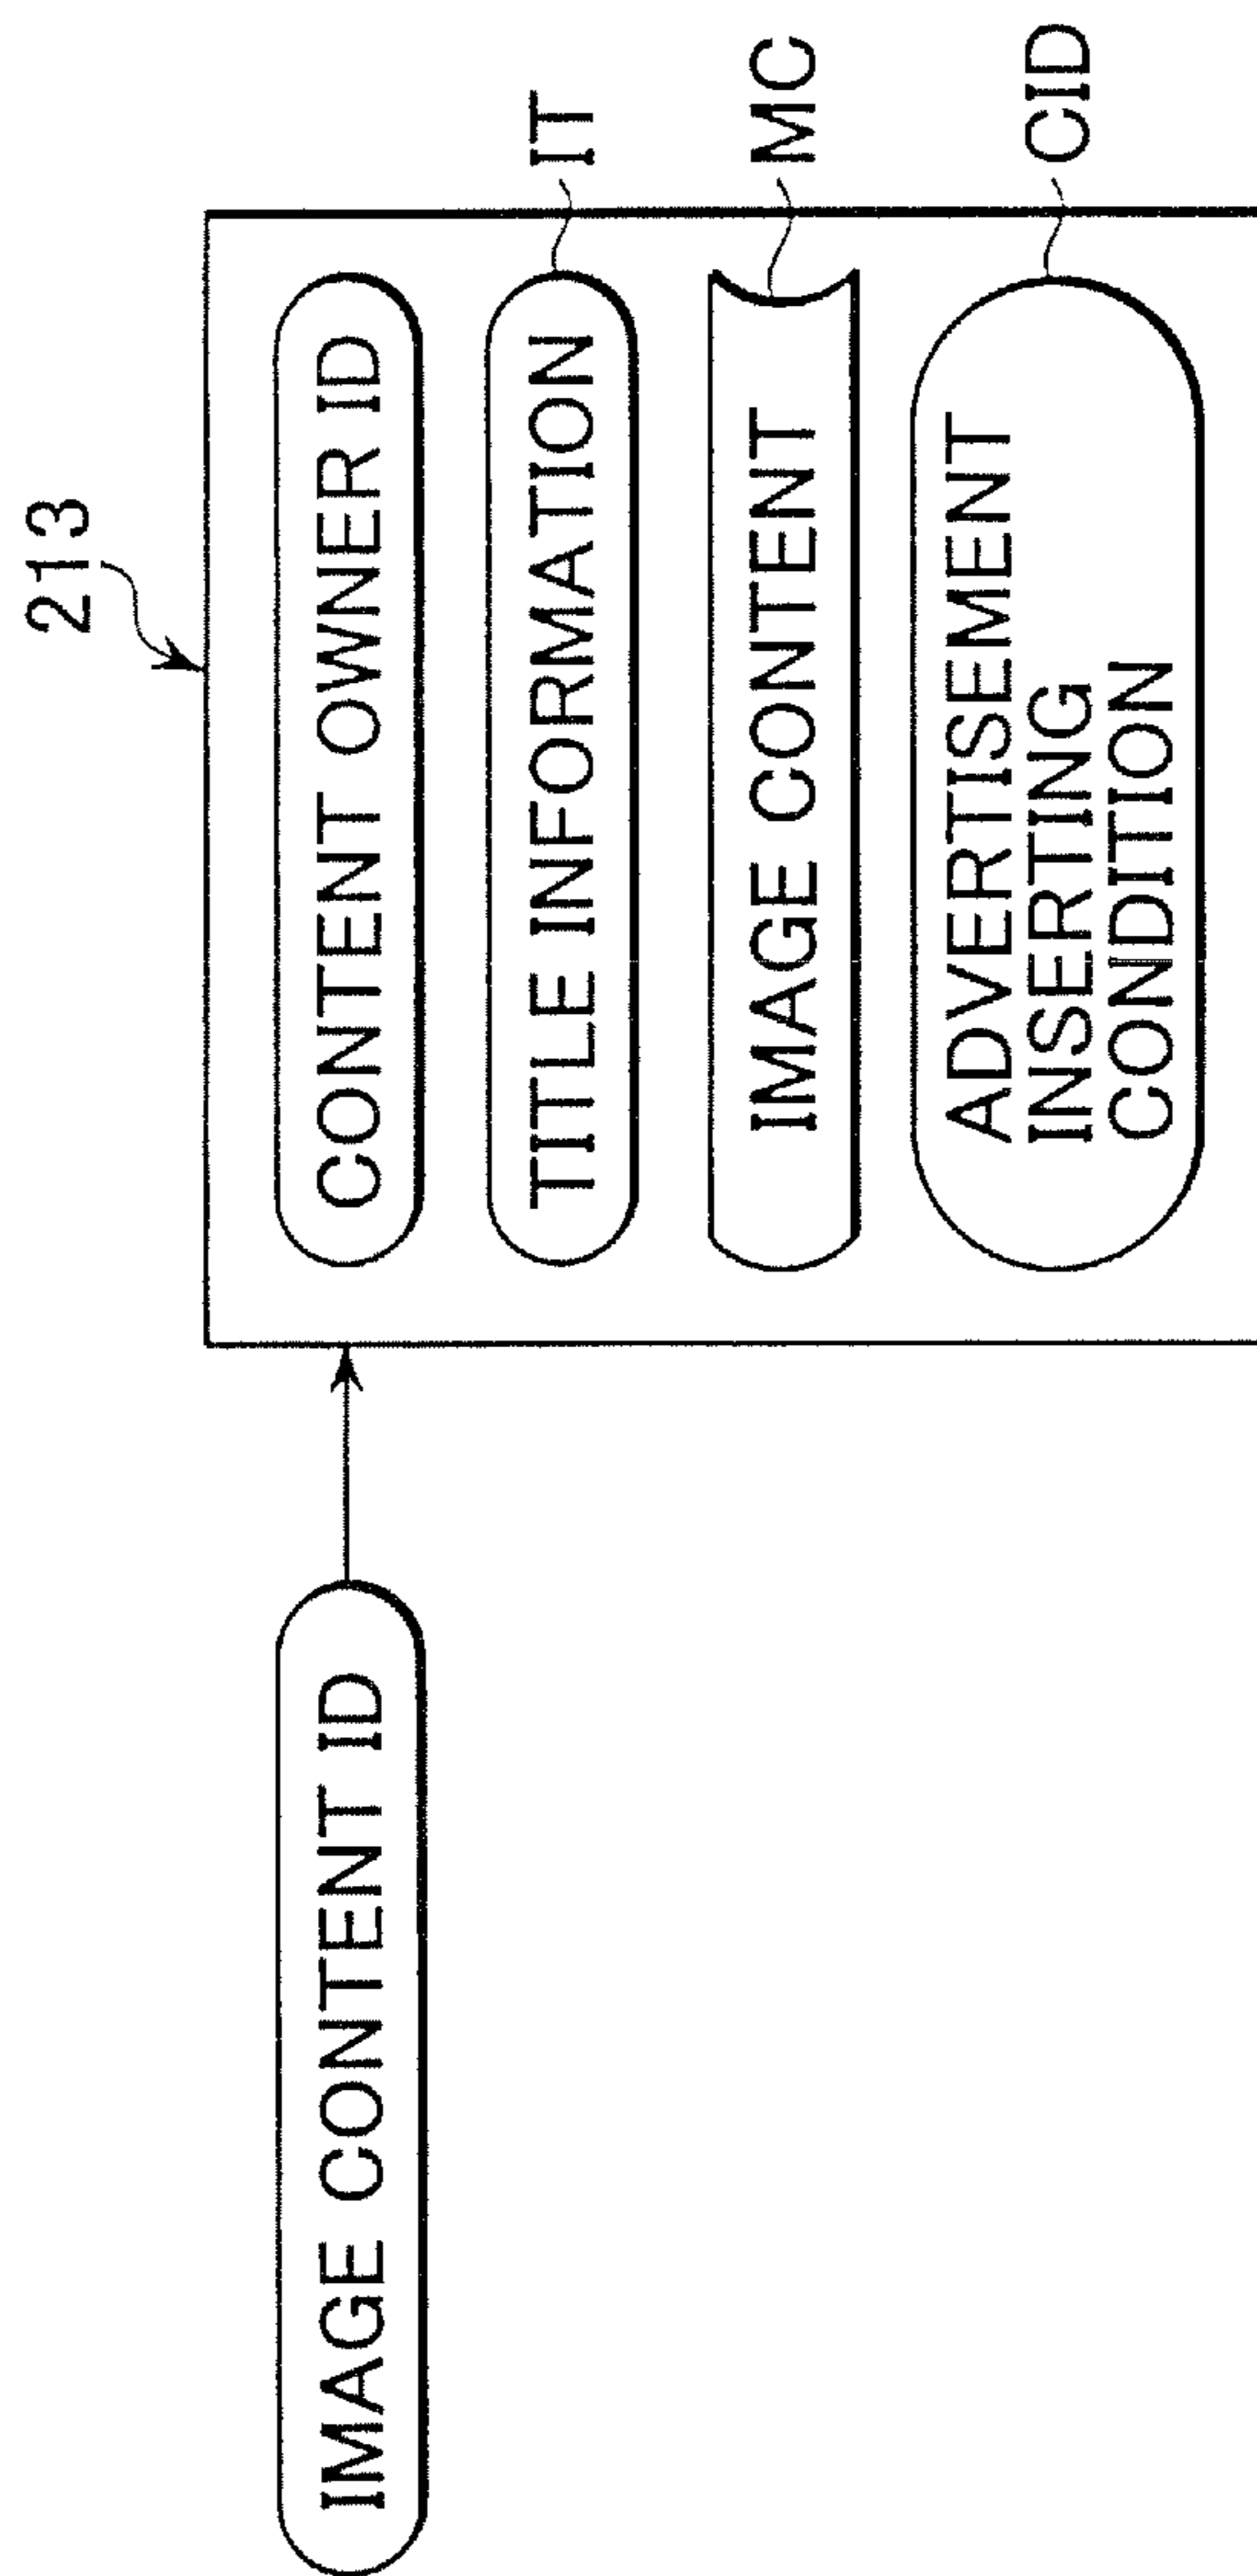 213
IMAGE CONTENT ID
CONTENT OWNER ID
TITLE INFORMATION
IT
IMAGE CONTENT
MC
ADVERTISEMENT
INSERTING
CONDITION
CID